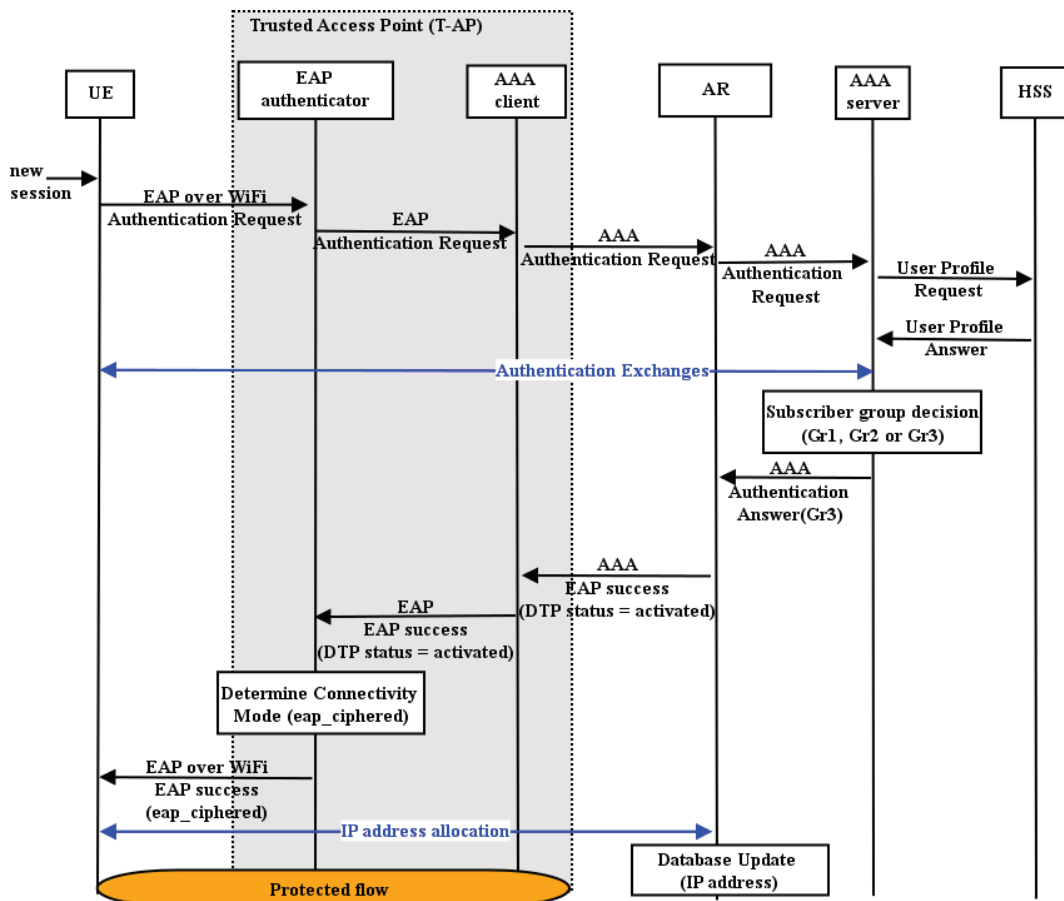 Trusted Access Point (T-AP)
UE
EAP
authenticator
AAA
client
AR
AAA
server
HSS
new
session
EAP over WiFi
Authentication Request
EAP
Authentication Request
AAA
Authentication Request
AAA
Authentication
Request
User Profile
Request
User Profile
Answer
Authentication Exchanges
Subscriber group decision
(Gr1, Gr2 or Gr3)
AAA
Authentication
Answer(Gr3)
AAA
EAP success
(DTP status = activated)
EAP
EAP success
(DTP status = activated)
Determine Connectivity
Mode (eap_ciphered)
EAP over WiFi
EAP success
(eap_ciphered)
IP address allocation
Database Update
(IP address)
Protected flow